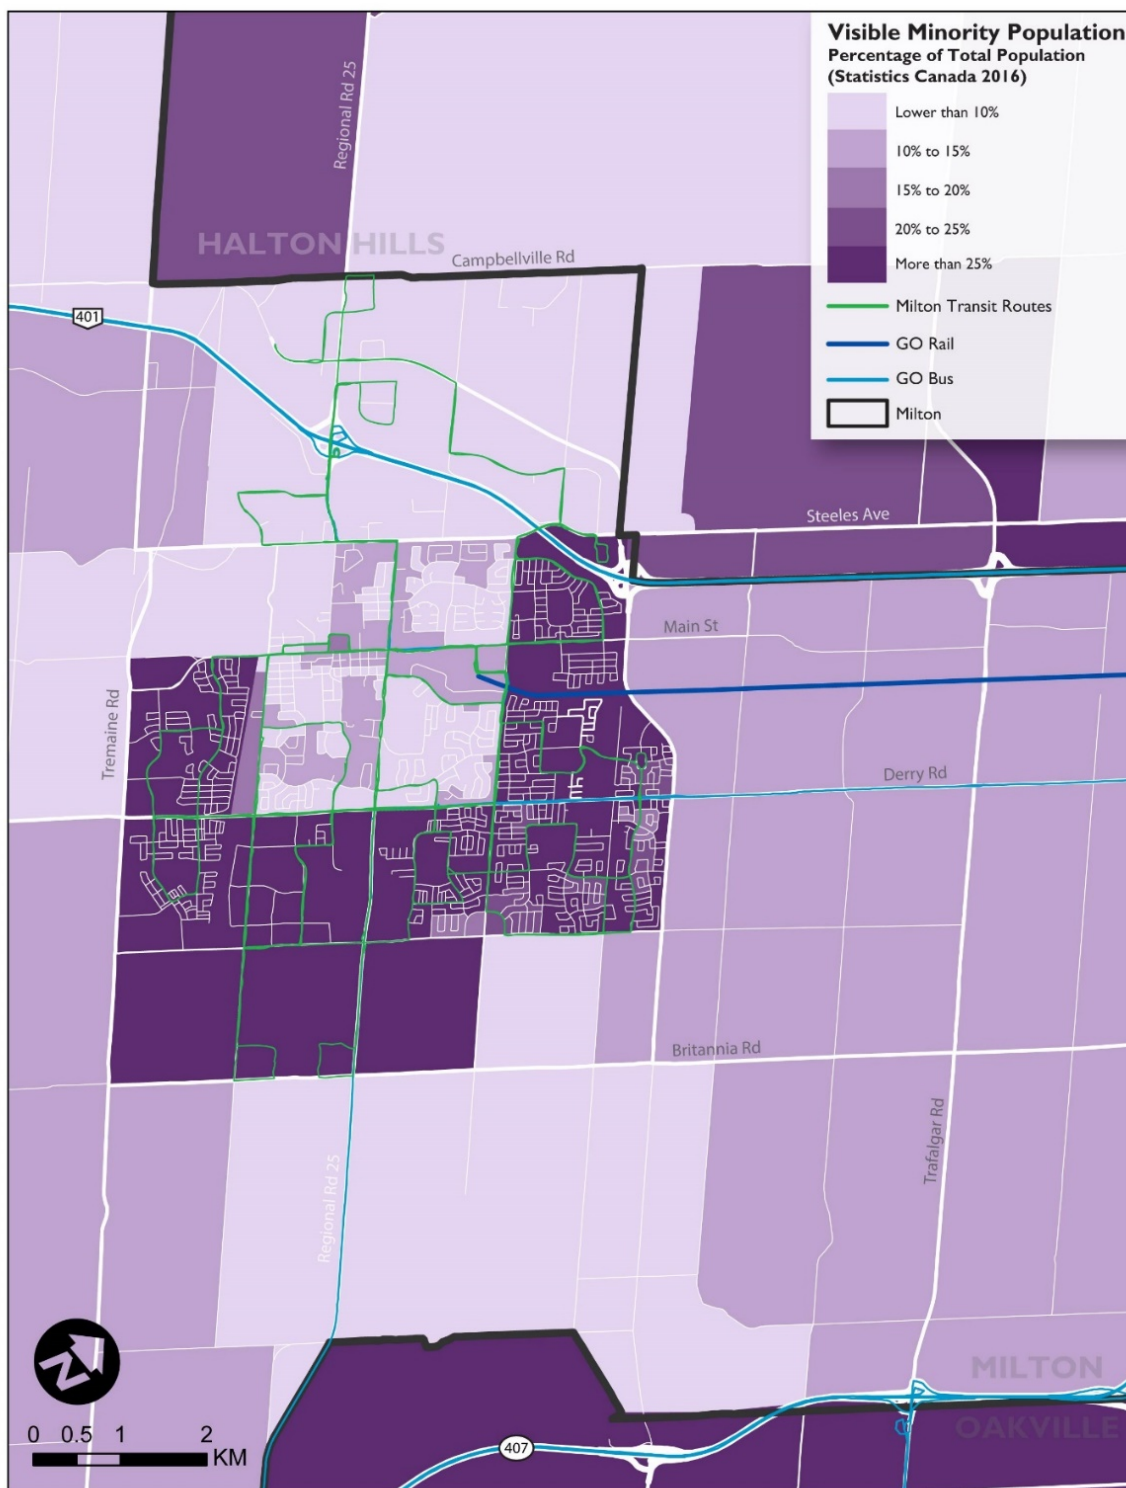 Visible Minority Population
Percentage of Total Population
(Statistics Canada 2016)
Lower than 10%
10% to 15%
15% to 20%
20% to 25%
More than 25%
Milton Transit Routes
GO Rail
GO Bus
Milton
Regional Rd 25
HALTON HILLS
Campbellville Rd
401
Steeles Ave
Main St
Tremaine Rd
Derry Rd
Britannia Rd
Trafalgar Rd
Regional Rd 25
MILTON
OAKVILLE
407
N
0 0.5 1 2
KM